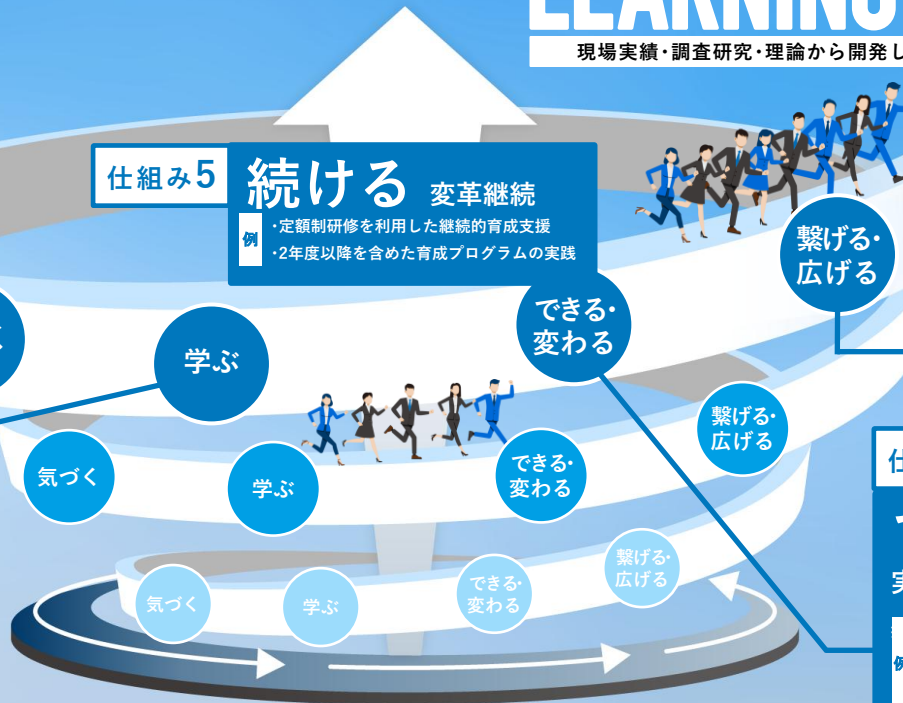 LEARNING
現場実績・調査研究・理論から開発し
仕組み5
続ける 変革継続
例
・定額制研修を利用した継続的育成支援
・2年度以降を含めた育成プログラムの実践
繋げる・
広げる
できる・
変わる
学ぶ
繋げる・
広げる
気づく
学ぶ
できる・
変わる
繋げる・
広げる
気づく
学ぶ
できる・
変わる
仕
実
例